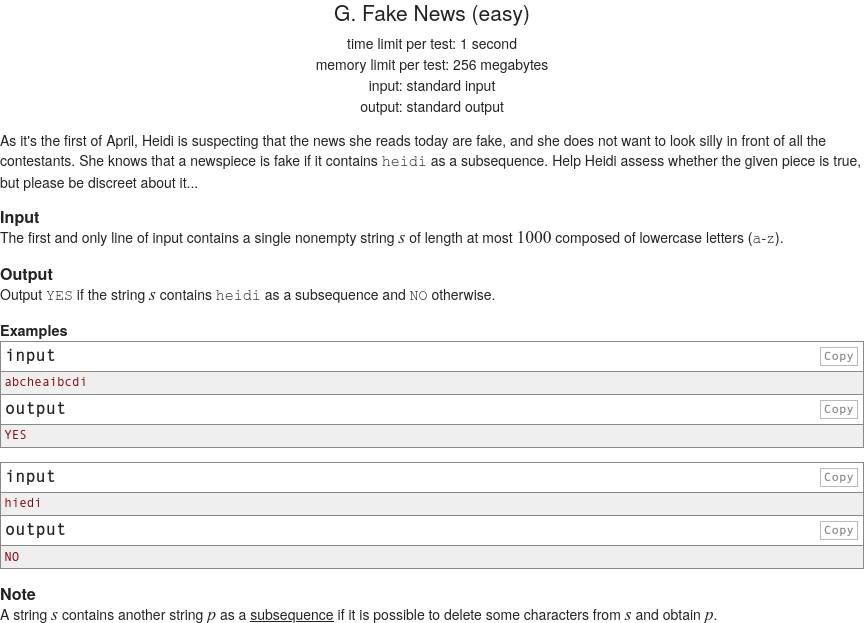 G. Fake News (easy)
time limit per test: 1 second
memory limit per test: 256 megabytes
input: standard input
output: standard output
As it's the first of April, Heidi is suspecting that the news she reads today are fake, and she does not want to look silly in front of all the
contestants. She knows that a newspiece is fake if it contains heidi as a subsequence. Help Heidi assess whether the given piece is true,
but please be discreet about it...
Input
The first and only line of input contains a single nonempty string s of length at most 1000 composed of lowercase letters (a-z).
Output
Output YES if the string s contains heidi as a subsequence and NO otherwise.
Examples
input Copy
abcheaibcdi
output Copy
YES
input Copy
hiedi
output Copy
NO
Note
A string s contains another string p as a subsequence if it is possible to delete some characters from s and obtain p.